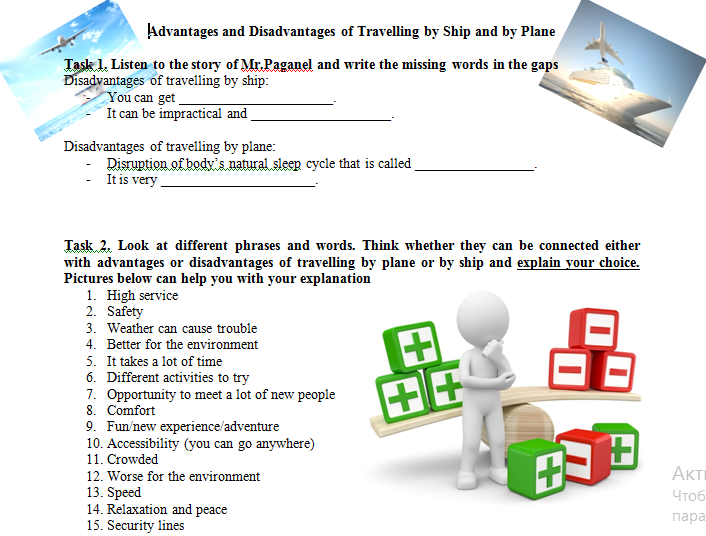 Advantages and Disadvantages of Travelling by Ship and by Plane
Task 1. Listen to the story of Mr.Paganel and write the missing words in the gaps
Disadvantages of travelling by ship:
- You can get ______________________.
- It can be impractical and ____________________.
Disadvantages of travelling by plane:
- Disruption of body's natural sleep cycle that is called _________________.
- It is very ______________________.
Task 2. Look at different phrases and words. Think whether they can be connected either
with advantages or disadvantages of travelling by plane or by ship and explain your choice.
Pictures below can help you with your explanation
1. High service
2. Safety
3. Weather can cause trouble
4. Better for the environment
5. It takes a lot of time
6. Different activities to try
7. Opportunity to meet a lot of new people
8. Comfort
9. Fun/new experience/adventure
10. Accessibility (you can go anywhere)
11. Crowded
12. Worse for the environment
13. Speed
14. Relaxation and peace
15. Security lines
Акти
Чтоб
пара